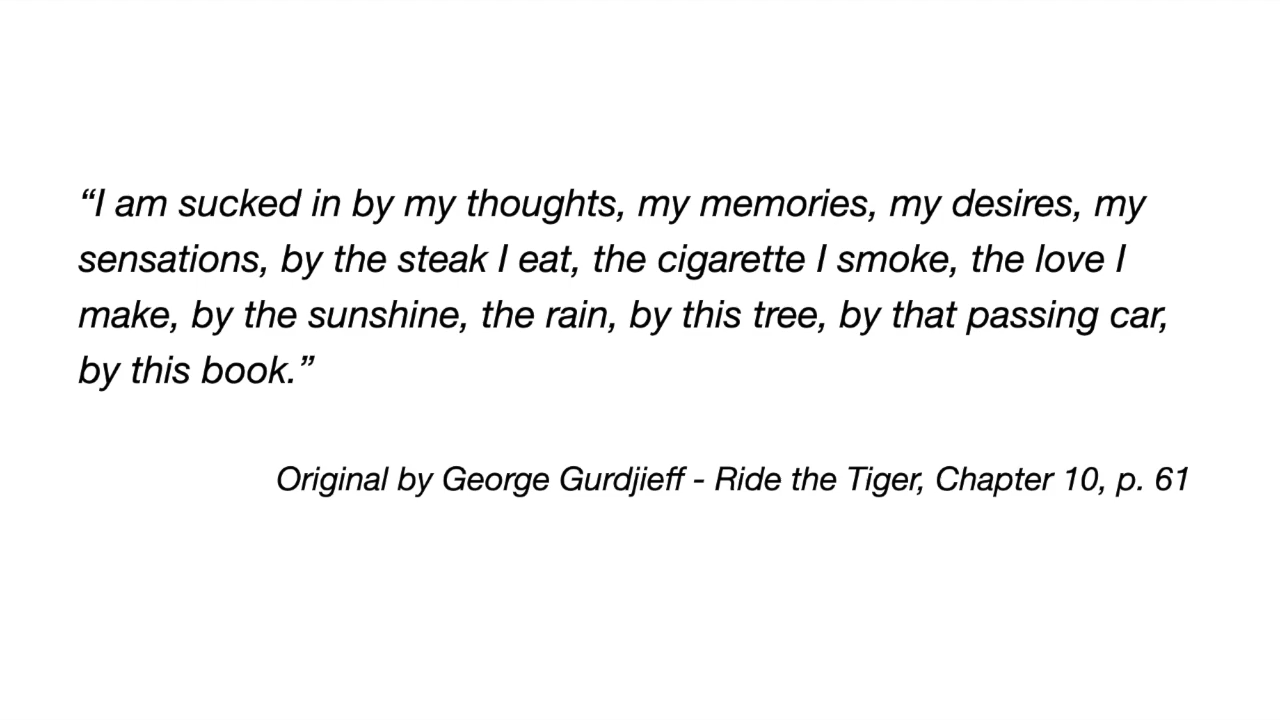 “I am sucked in by my thoughts, my memories, my desires, my
sensations, by the steak I eat, the cigarette I smoke, the love I
make, by the sunshine, the rain, by this tree, by that passing car,
by this book.”
Original by George Gurdjieff - Ride the Tiger, Chapter 10, p. 61